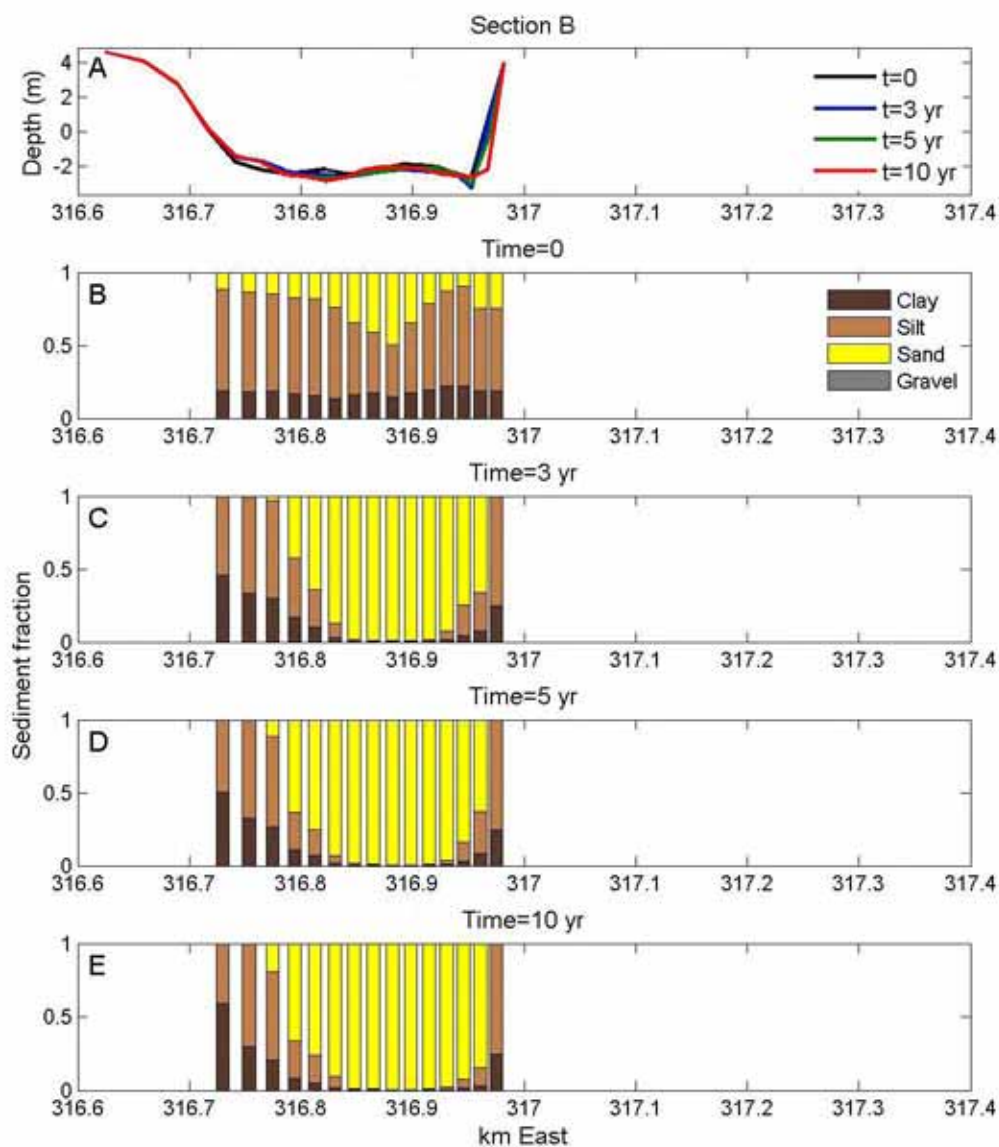 Section B
A
Depth (m)
4
2
0
-2
t=0
t=3 yr
t=5 yr
t=10 yr
316.6 316.7 316.8 316.9 317 317.1 317.2 317.3 317.4
Time=0
B
1
0.5
0
Clay
Silt
Sand
Gravel
316.6 316.7 316.8 316.9 317 317.1 317.2 317.3 317.4
Time=3 yr
C
1
0.5
0
316.6 316.7 316.8 316.9 317 317.1 317.2 317.3 317.4
Sediment fraction
Time=5 yr
D
1
0.5
0
316.6 316.7 316.8 316.9 317 317.1 317.2 317.3 317.4
Time=10 yr
E
1
0.5
0
316.6 316.7 316.8 316.9 317 317.1 317.2 317.3 317.4
km East